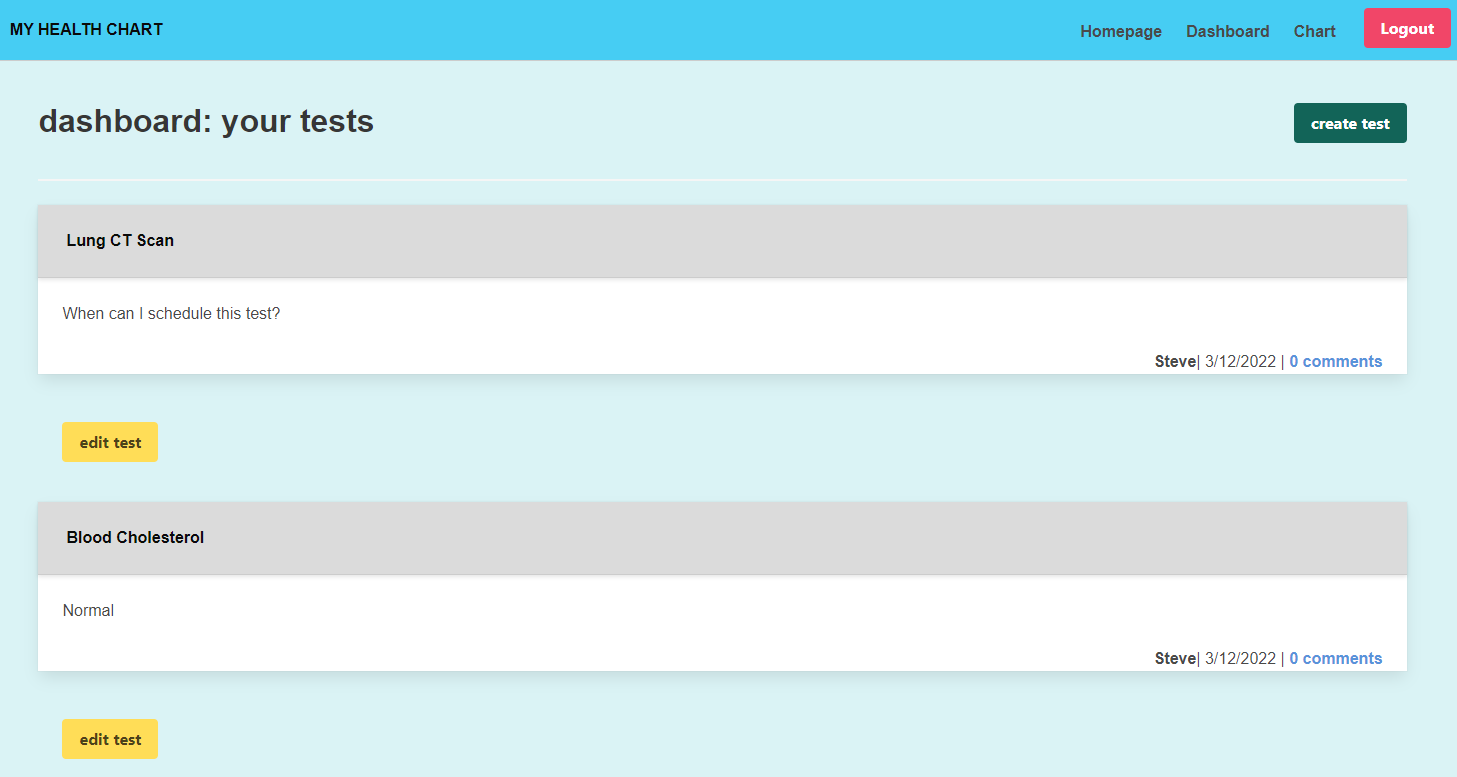 MY HEALTH CHART
Homepage Dashboard Chart Logout
dashboard: your tests
create test
Lung CT Scan
When can I schedule this test?
Steve| 3/12/2022 | 0 comments
edit test
Blood Cholesterol
Normal
Steve| 3/12/2022 | 0 comments
edit test